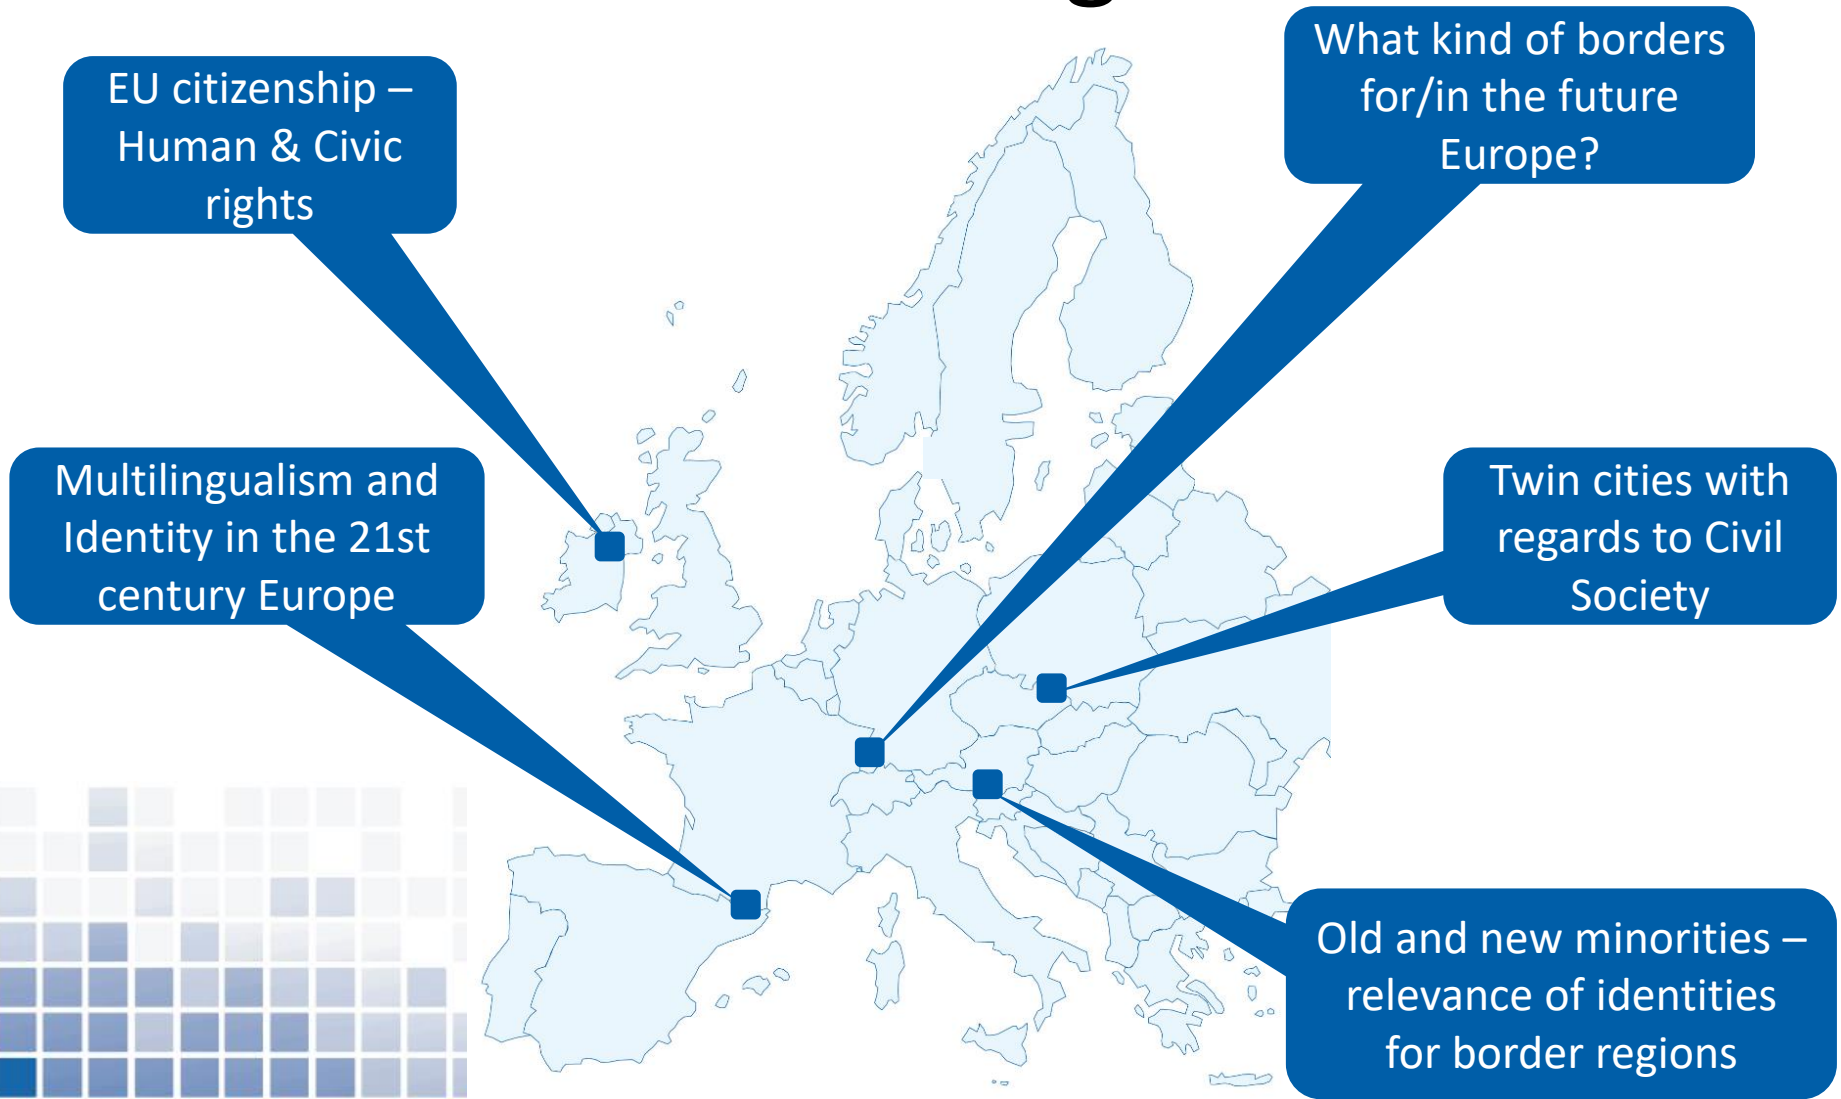 EU citizenship –
Human & Civic
rights
What kind of borders
for/in the future
Europe?
Multilingualism and
Identity in the 21st
century Europe
Twin cities with
regards to Civil
Society
Old and new minorities –
relevance of identities
for border regions